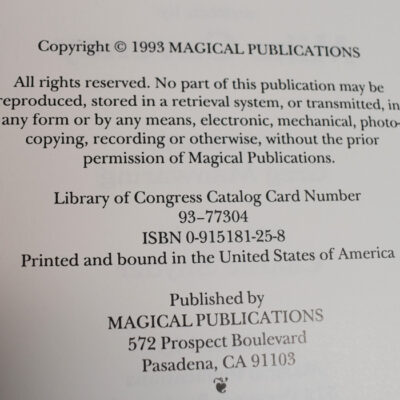 Copyright © 1993 MAGICAL PUBLICATIONS
All rights reserved. No part of this publication may be
reproduced, stored in a retrieval system, or transmitted, in
any form or by any means, electronic, mechanical, photo-
copying, recording or otherwise, without the prior
permission of Magical Publications.
Library of Congress Catalog Card Number
93-77304
ISBN 0-915181-25-8
Printed and bound in the United States of America
Published by
MAGICAL PUBLICATIONS
572 Prospect Boulevard
Pasadena, CA 91103